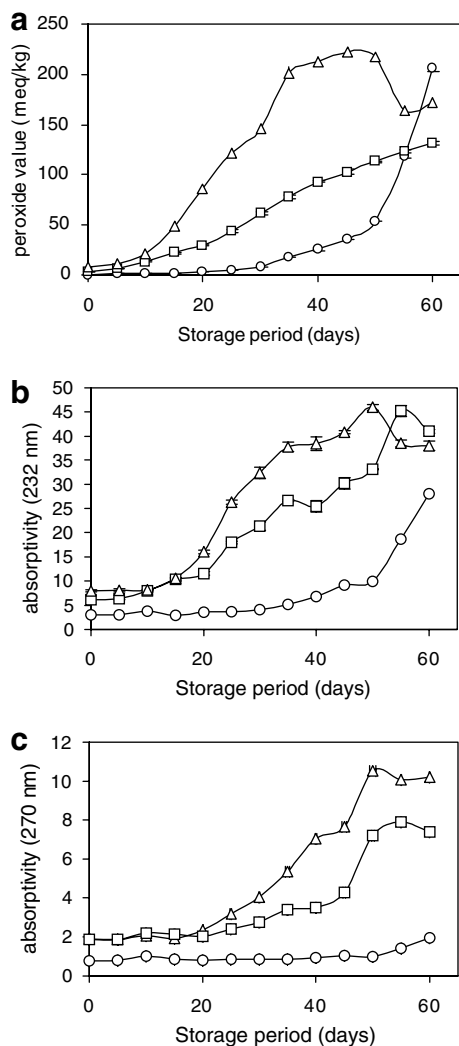 a
peroxide value ( meq/kg)
250
200
150
100
50
0
0 20 40 60
Storage period (days)
b
absorptivity (232 nm)
50
45
40
35
30
25
20
15
10
5
0
0 20 40 60
Storage period (days)
c
absorptivity (270 nm)
12
10
8
6
4
2
0
0 20 40 60
Storage period (days)